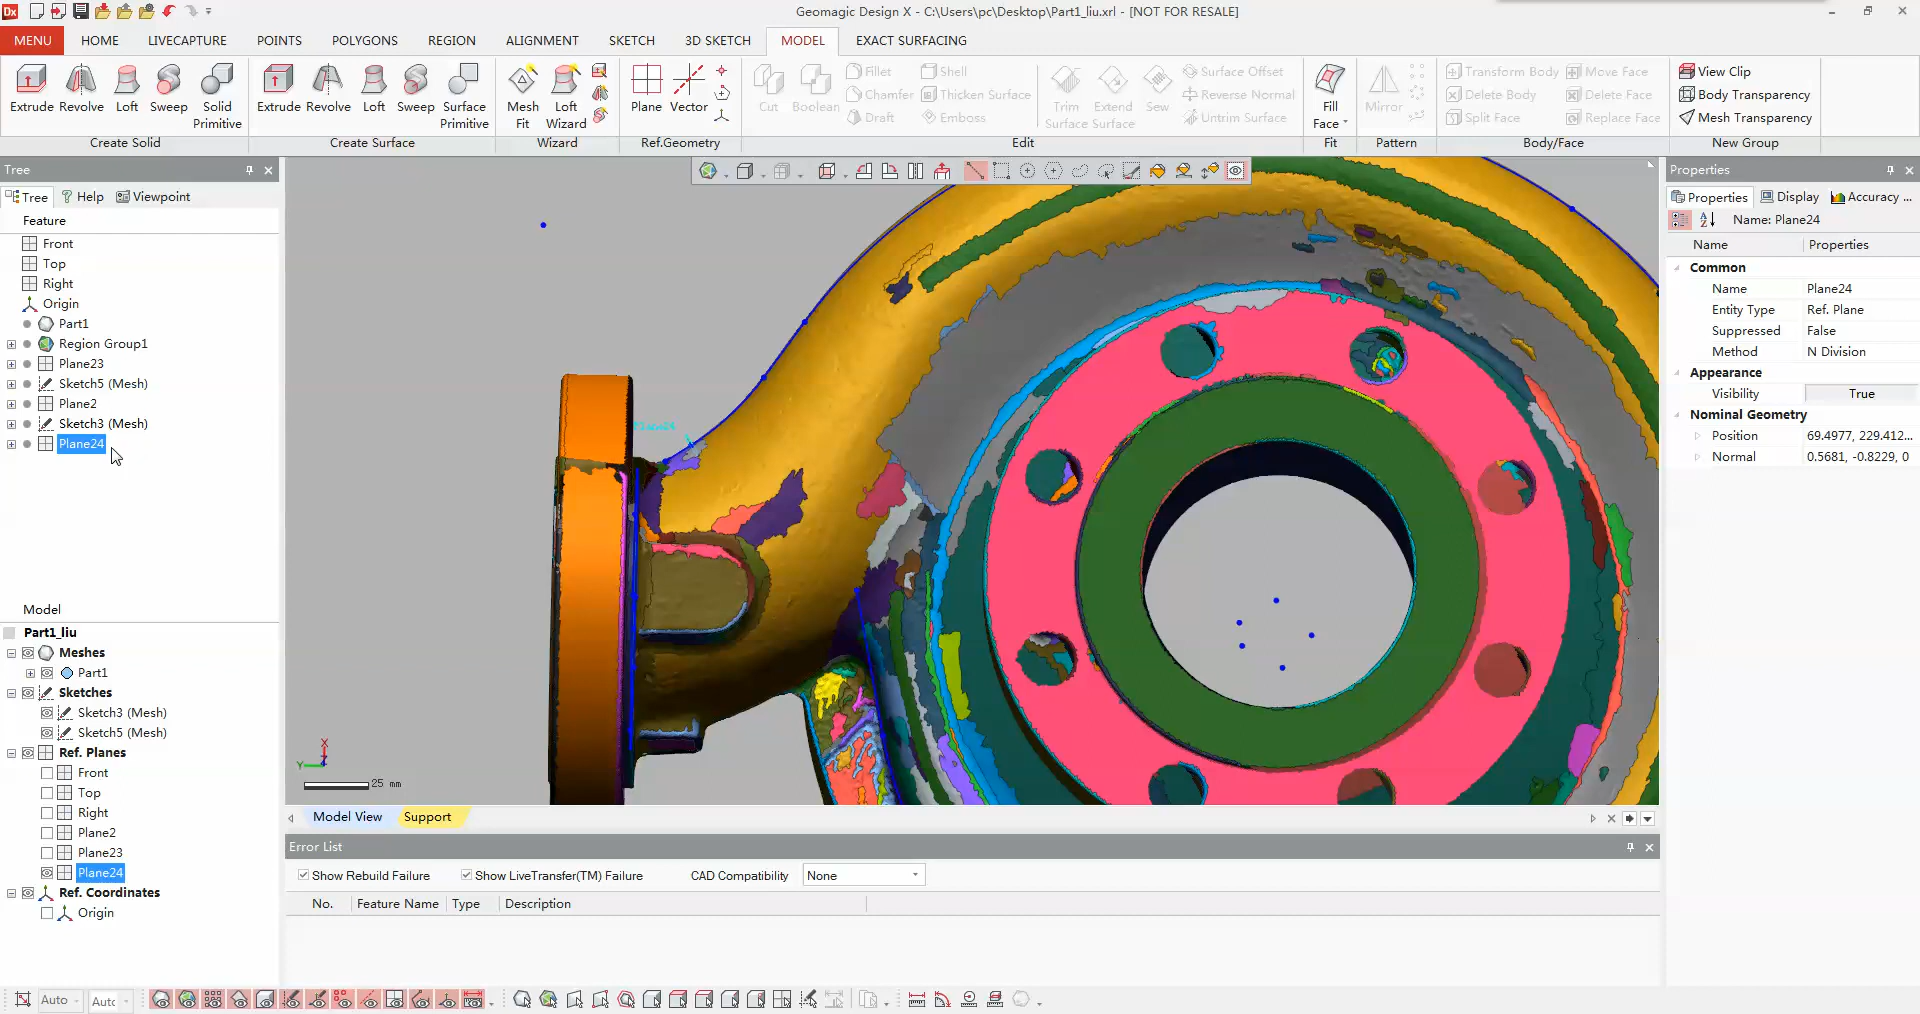 Dx Geomagic Design X - C:\Users\pc\Desktop\Part1_liu.xrl - [NOT FOR RESALE]
MENU HOME LIVECAPTURE POINTS POLYGONS REGION ALIGNMENT SKETCH 3D SKETCH MODEL EXACT SURFACING
Extrude Revolve Loft Sweep Solid Primitive
Create Solid
Extrude Revolve Loft Sweep Surface Primitive
Create Surface
Mesh Fit Loft Wizard
Wizard
Plane Vector
Ref.Geometry
Cut Boolean
Fillet Shell
Chamfer Thicken Surface
Draft Emboss
Trim Surface Extend Surface Sew
Surface Offset
Reverse Normal
Untrim Surface
Edit
Fill Face
Fit
Mirror
Pattern
Transform Body Move Face
Delete Body Delete Face
Split Face Replace Face
Body/Face
View Clip
Body Transparency
Mesh Transparency
New Group
Tree
Tree Help Viewpoint
Feature
Front
Top
Right
Origin
Part1
Region Group1
Plane23
Sketch5 (Mesh)
Plane2
Sketch3 (Mesh)
Plane24
Model
Part1_liu
Meshes
Part1
Sketches
Sketch3 (Mesh)
Sketch5 (Mesh)
Ref. Planes
Front
Top
Right
Plane2
Plane23
Plane24
Ref. Coordinates
Origin
Plane24
X
Y
25 mm
Model View Support
Error List
Show Rebuild Failure Show LiveTransfer(TM) Failure CAD Compatibility None
No. Feature Name Type Description
Properties
Properties Display Accuracy ...
Name: Plane24
Name Properties
Common
Name Plane24
Entity Type Ref. Plane
Suppressed False
Method N Division
Appearance
Visibility True
Nominal Geometry
Position 69.4977, 229.412...
Normal 0.5681, -0.8229, 0
Auto Auto